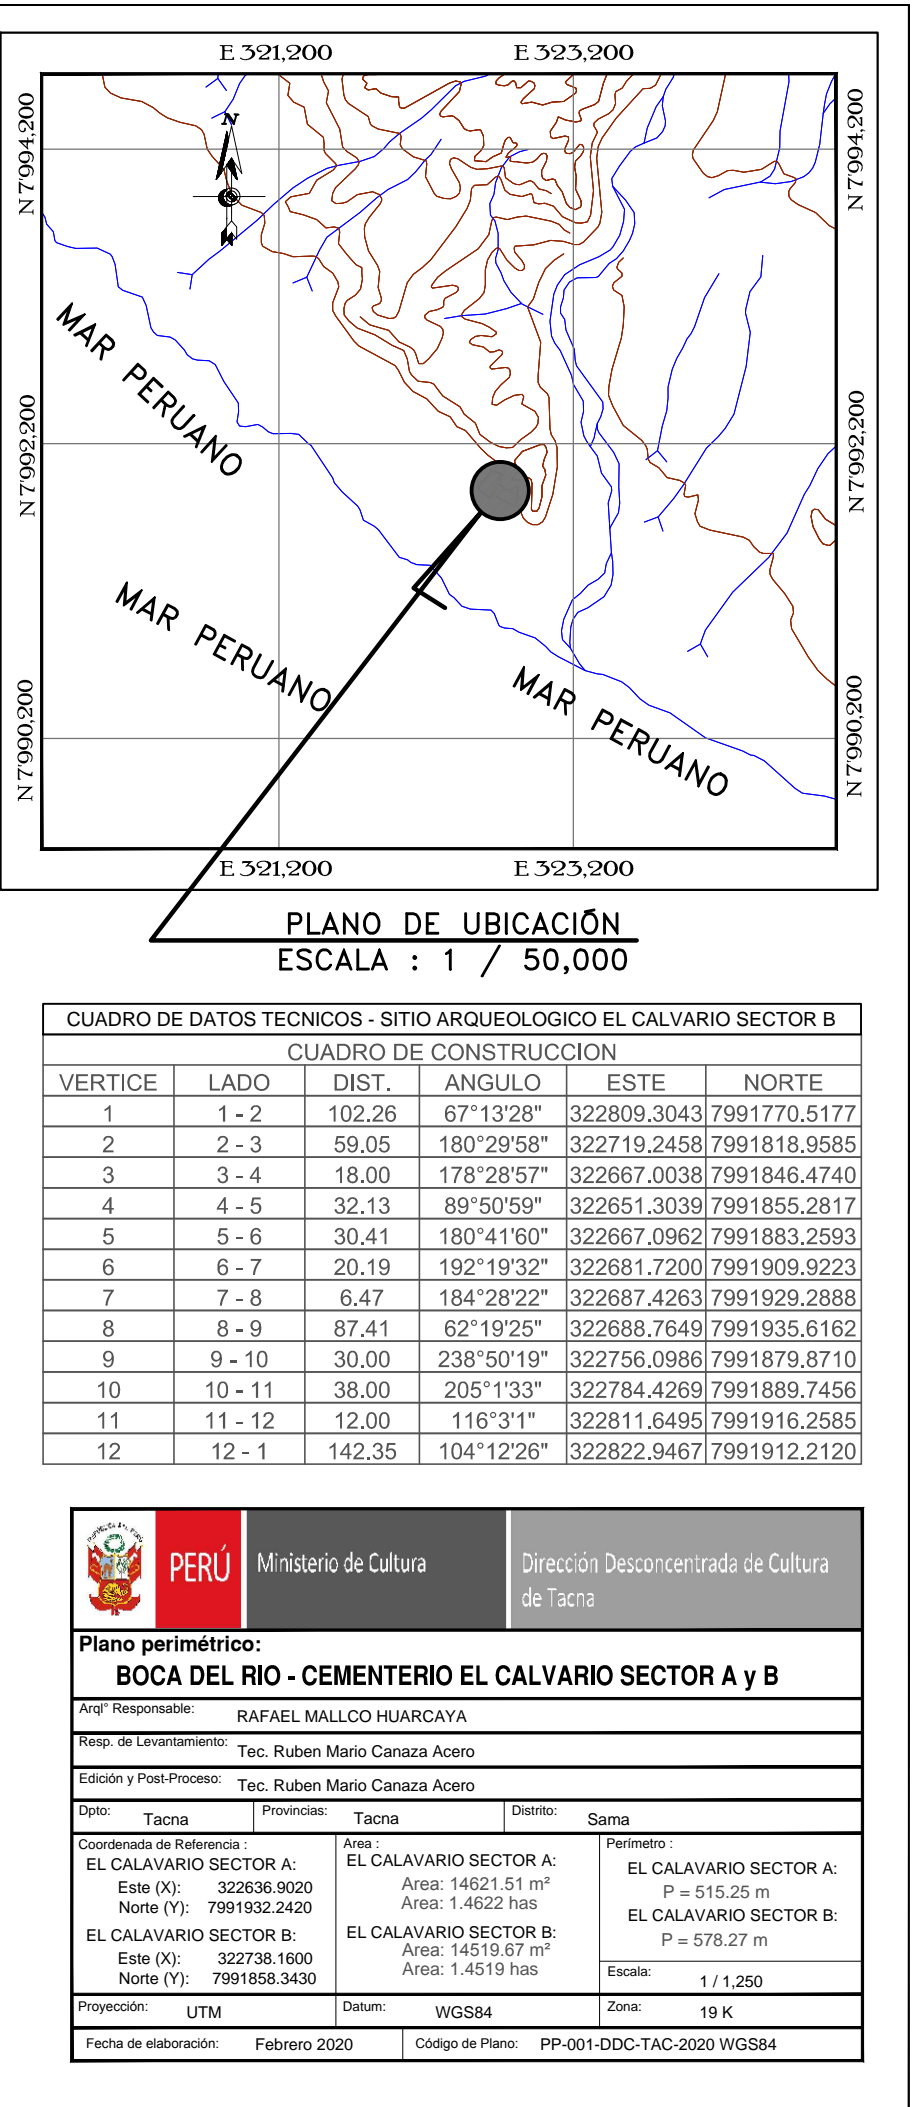 E 321,200 E 323,200
N 7'994,200 N 7'994,200
N
MAR PERUANO
N 7'992,200 N 7'992,200
MAR PERUANO
MAR PERUANO
N 7'990,200 N 7'990,200
E 321,200 E 323,200
PLANO DE UBICACIÓN
ESCALA : 1 / 50,000
CUADRO DE DATOS TECNICOS - SITIO ARQUEOLOGICO EL CALVARIO SECTOR B
CUADRO DE CONSTRUCCION
VERTICE LADO DIST. ANGULO ESTE NORTE
1 1 - 2 102.26 67°13'28" 322809.3043 7991770.5177
2 2 - 3 59.05 180°29'58" 322719.2458 7991818.9585
3 3 - 4 18.00 178°28'57" 322667.0038 7991846.4740
4 4 - 5 32.13 89°50'59" 322651.3039 7991855.2817
5 5 - 6 30.41 180°41'60" 322667.0962 7991883.2593
6 6 - 7 20.19 192°19'32" 322681.7200 7991909.9223
7 7 - 8 6.47 184°28'22" 322687.4263 7991929.2888
8 8 - 9 87.41 62°19'25" 322688.7649 7991935.6162
9 9 - 10 30.00 238°50'19" 322756.0986 7991879.8710
10 10 - 11 38.00 205°1'33" 322784.4269 7991889.7456
11 11 - 12 12.00 116°3'1" 322811.6495 7991916.2585
12 12 - 1 142.35 104°12'26" 322822.9467 7991912.2120
PERÚ Ministerio de Cultura Dirección Desconcentrada de Cultura
de Tacna
Plano perimétrico:
BOCA DEL RIO - CEMENTERIO EL CALVARIO SECTOR A y B
Arql° Responsable: RAFAEL MALLCO HUARCAYA
Resp. de Levantamiento: Tec. Ruben Mario Canaza Acero
Edición y Post-Proceso: Tec. Ruben Mario Canaza Acero
Dpto: Tacna Provincias: Tacna Distrito: Sama
Coordenada de Referencia :
EL CALAVARIO SECTOR A:
Este (X): 322636.9020
Norte (Y): 7991932.2420
EL CALAVARIO SECTOR B:
Este (X): 322738.1600
Norte (Y): 7991858.3430
Area :
EL CALAVARIO SECTOR A:
Area: 14621.51 m²
Area: 1.4622 has
EL CALAVARIO SECTOR B:
Area: 14519.67 m²
Area: 1.4519 has
Perímetro :
EL CALAVARIO SECTOR A:
P = 515.25 m
EL CALAVARIO SECTOR B:
P = 578.27 m
Escala: 1 / 1,250
Proyección: UTM Datum: WGS84 Zona: 19 K
Fecha de elaboración: Febrero 2020 Código de Plano: PP-001-DDC-TAC-2020 WGS84